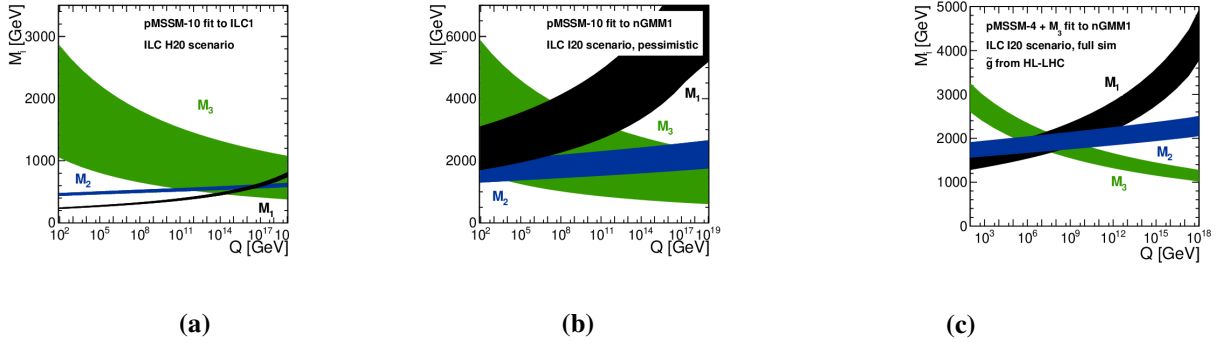 M_i [GeV]
3000
2000
1000
0
pMSSM-10 fit to ILC1
ILC H20 scenario
M_3
M_2
M_1
10^2 10^5 10^8 10^11 10^14 10^17 10
Q [GeV]
(a)
M_i [GeV]
6000
4000
2000
0
pMSSM-10 fit to nGMM1
ILC I20 scenario, pessimistic
M_1
M_3
M_2
10^2 10^5 10^8 10^11 10^14 10^17 10^19
Q [GeV]
(b)
M_i [GeV]
5000
4000
3000
2000
1000
0
pMSSM-4 + M_3 fit to nGMM1
ILC I20 scenario, full sim
g̃ from HL-LHC
M_1
M_2
M_3
10^3 10^6 10^9 10^12 10^15 10^18
Q [GeV]
(c)